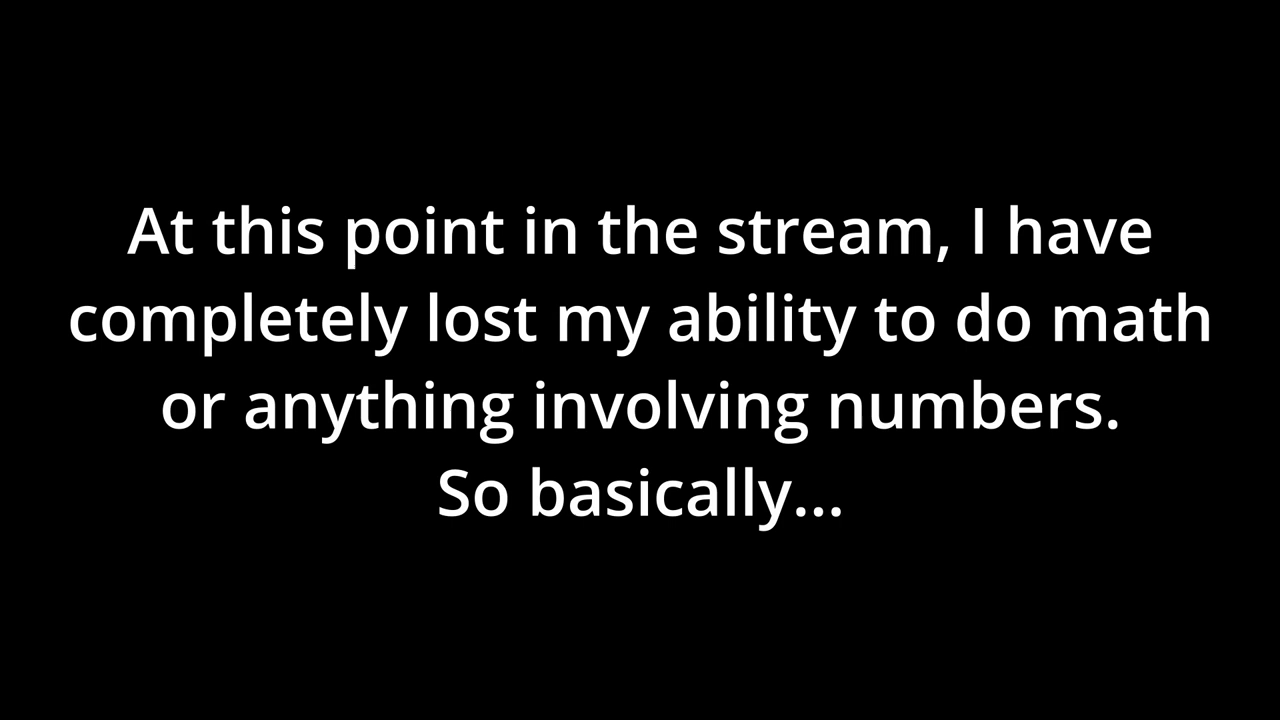 At this point in the stream, I have
completely lost my ability to do math
or anything involving numbers.
So basically...